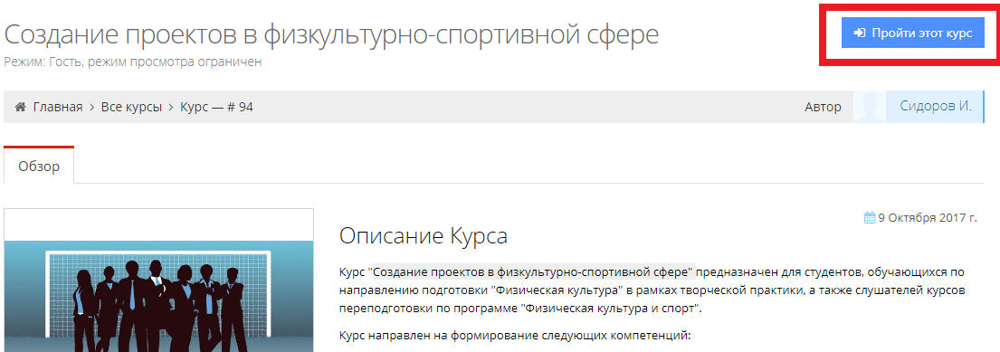 Создание проектов в физкультурно-спортивной сфере
Пройти этот курс
Режим: Гость, режим просмотра ограничен
Главная > Все курсы > Курс — # 94
Автор Сидоров И.
Обзор
9 Октября 2017 г.
Описание Курса
Курс "Создание проектов в физкультурно-спортивной сфере" предназначен для студентов, обучающихся по
направлению подготовки "Физическая культура" в рамках творческой практики, а также слушателей курсов
переподготовки по программе "Физическая культура и спорт".
Курс направлен на формирование следующих компетенций: